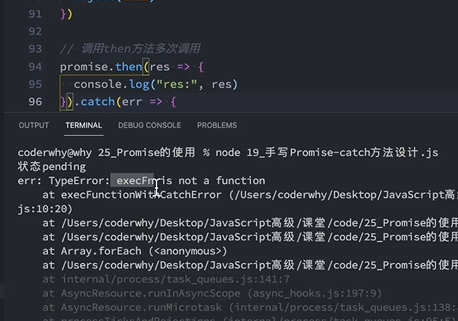 91 })
92
93 // 调用then方法多次调用
94 promise.then(res => {
95 console.log("res:", res)
96 }).catch(err => {
OUTPUT TERMINAL DEBUG CONSOLE PROBLEMS
coderwhy@why 25_Promise的使用 % node 19_手写Promise-catch方法设计.js
状态pending
err: TypeError: execFn is not a function
at execFunctionWithCatchError (/Users/coderwhy/Desktop/JavaScript高
js:10:20)
at /Users/coderwhy/Desktop/JavaScript高级/课堂/code/25_Promise的使
at /Users/coderwhy/Desktop/JavaScript高级/课堂/code/25_Promise的使
at Array.forEach (<anonymous>)
at /Users/coderwhy/Desktop/JavaScript高级/课堂/code/25_Promise的使
at internal/process/task_queues.js:141:7
at AsyncResource.runInAsyncScope (async_hooks.js:197:9)
at AsyncResource.runMicrotask (internal/process/task_queues.js:138: